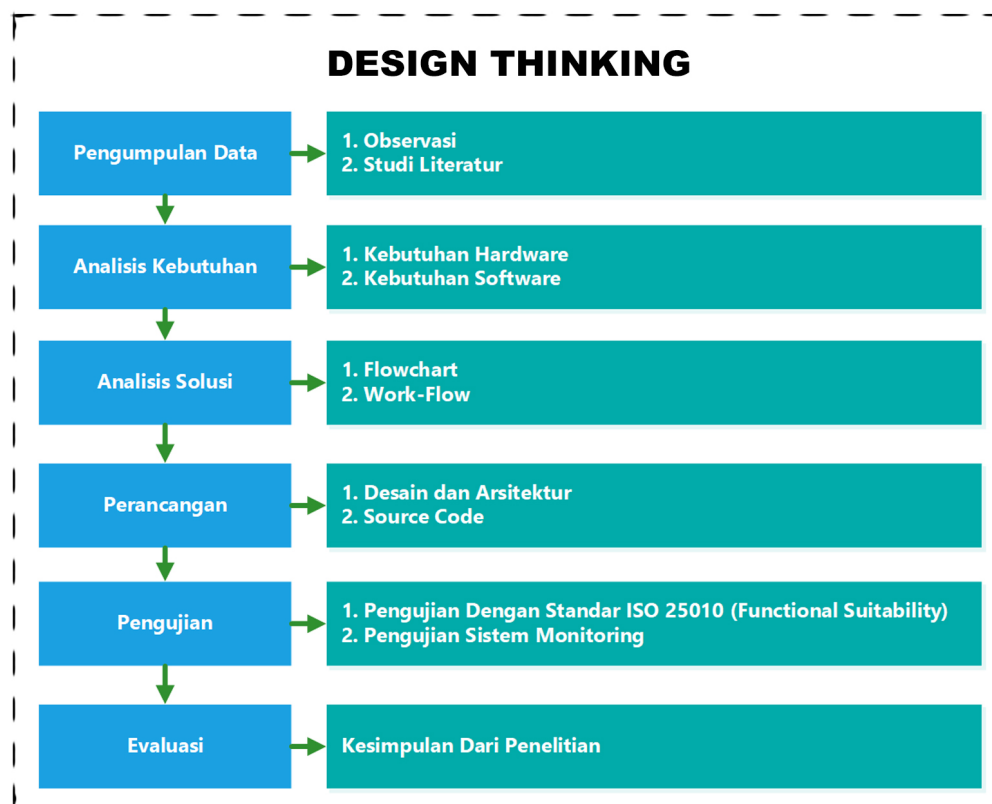 DESIGN THINKING
Pengumpulan Data
1. Observasi
2. Studi Literatur
Analisis Kebutuhan
1. Kebutuhan Hardware
2. Kebutuhan Software
Analisis Solusi
1. Flowchart
2. Work-Flow
Perancangan
1. Desain dan Arsitektur
2. Source Code
Pengujian
1. Pengujian Dengan Standar ISO 25010 (Functional Suitability)
2. Pengujian Sistem Monitoring
Evaluasi
Kesimpulan Dari Penelitian